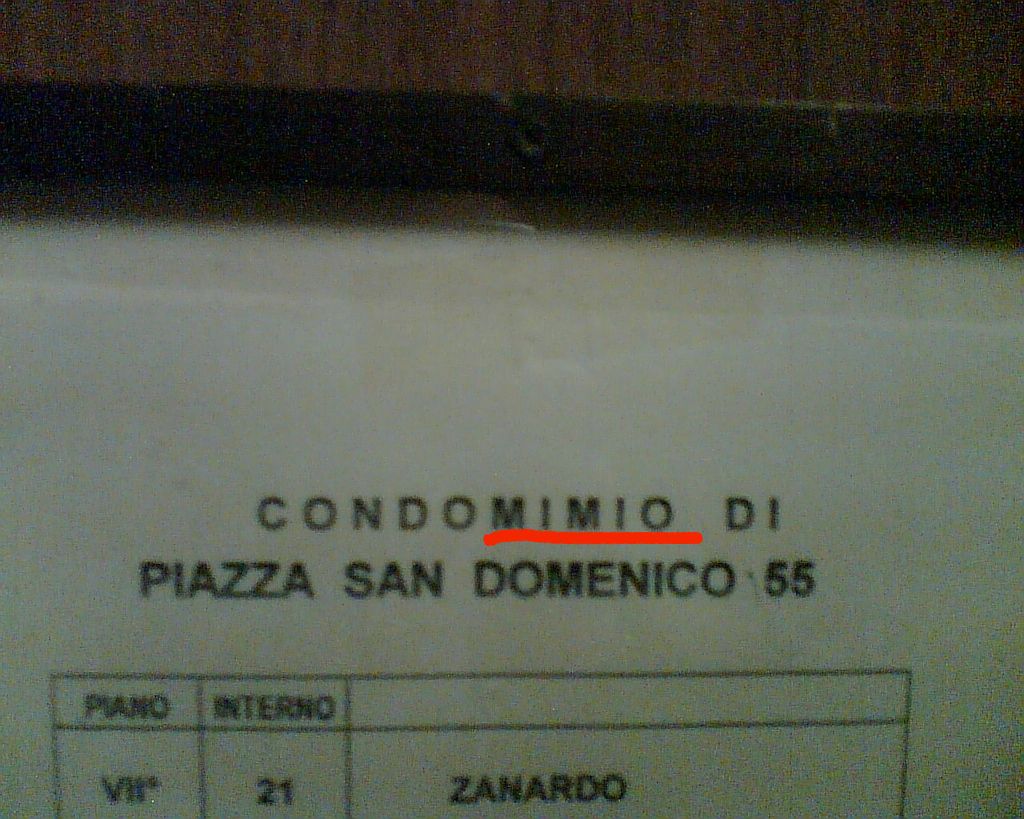 CONDOMIMIO DI
PIAZZA SAN DOMENICO 55
PIANO INTERNO
VII° 21 ZANARDO